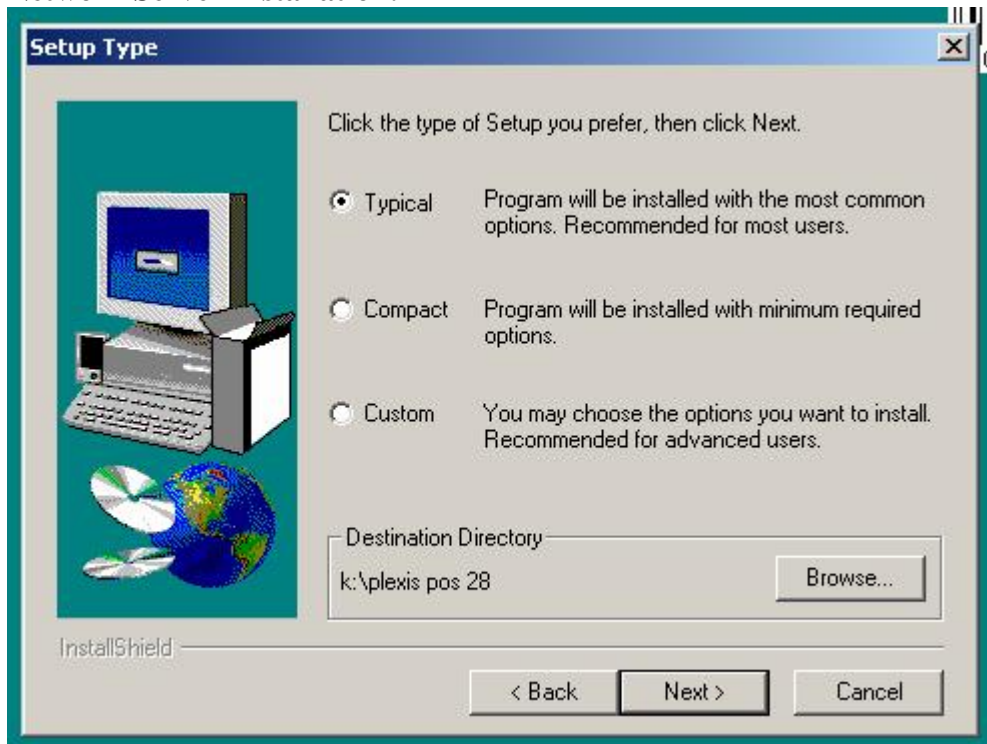 Setup Type
Click the type of Setup you prefer, then click Next.
Typical Program will be installed with the most common
options. Recommended for most users.
Compact Program will be installed with minimum required
options.
Custom You may choose the options you want to install.
Recommended for advanced users.
Destination Directory
k:\plexis pos 28
Browse...
InstallShield
< Back Next > Cancel